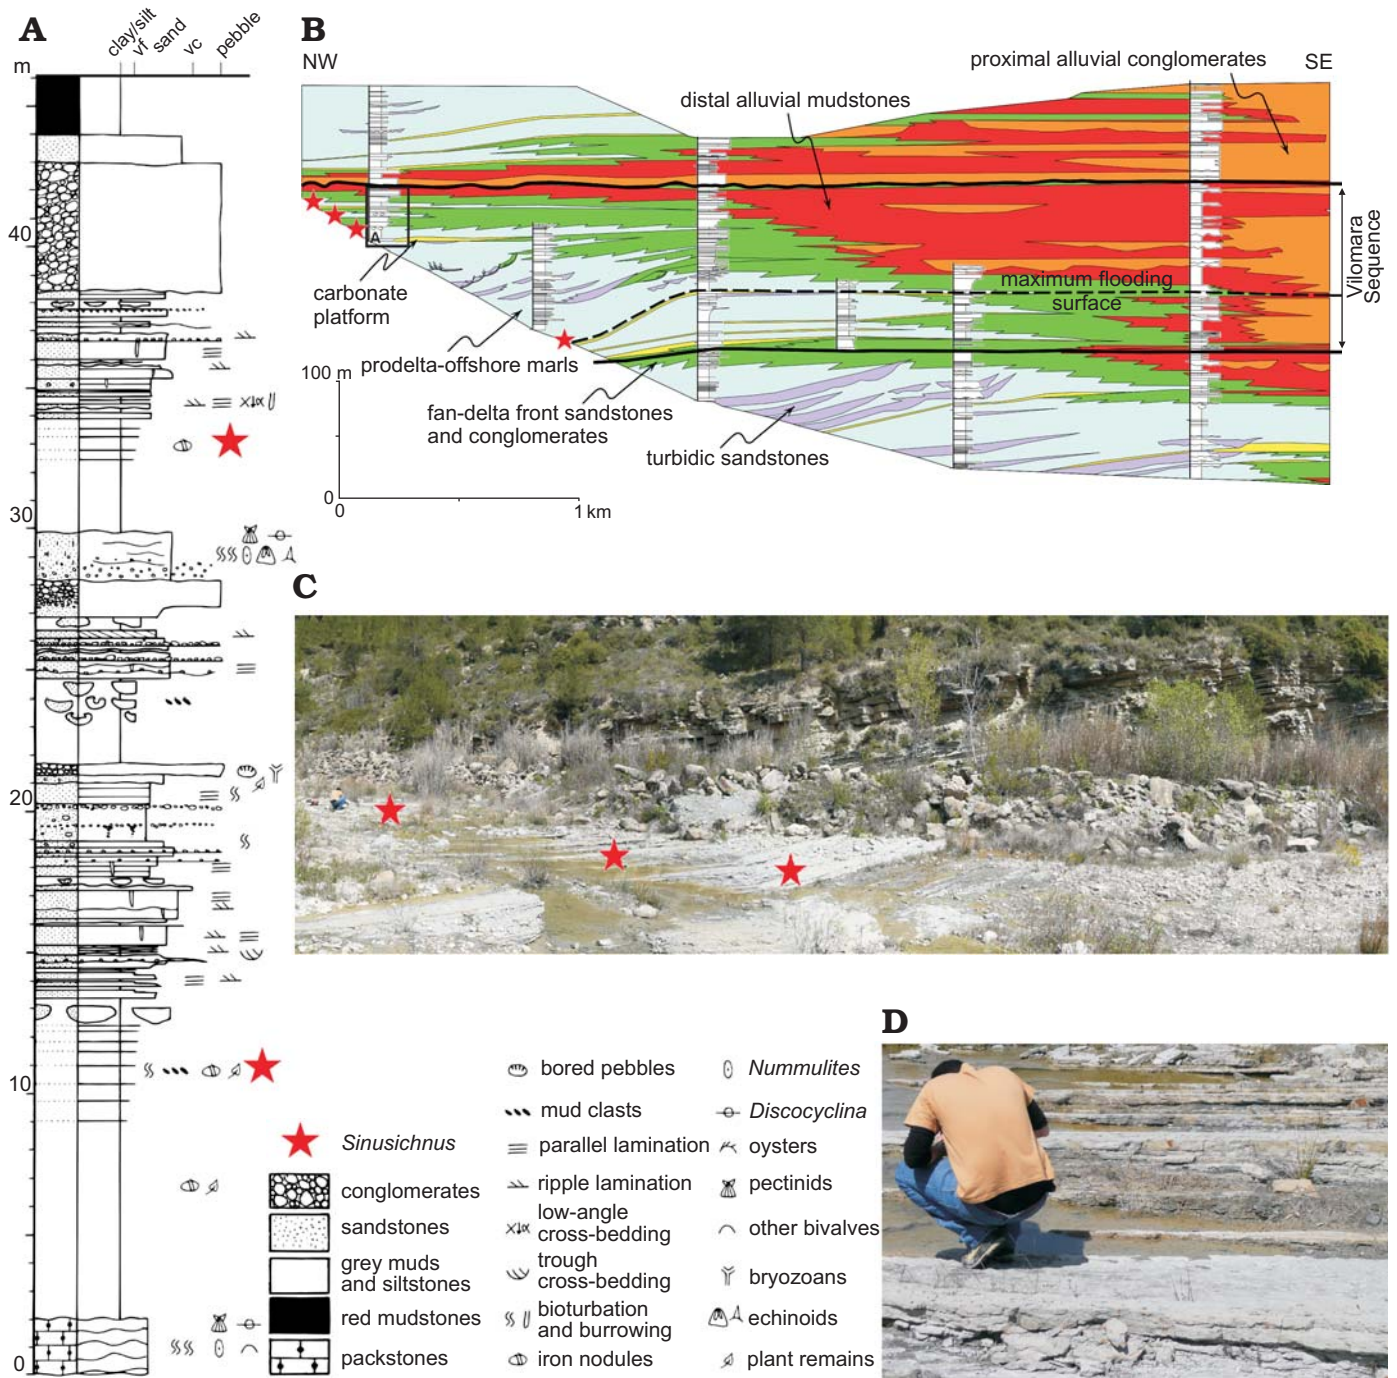 A
m
clay/silt
vf
sand
vc
pebble
40
30
20
10
0
B
NW
SE
proximal alluvial conglomerates
distal alluvial mudstones
A
carbonate
platform
prodelta-offshore marls
fan-delta front sandstones
and conglomerates
turbidic sandstones
maximum flooding
surface
Vilomara
Sequence
100 m
0
0
1 km
C
D
Sinusichnus
conglomerates
sandstones
grey muds
and siltstones
red mudstones
packstones
bored pebbles
mud clasts
parallel lamination
ripple lamination
low-angle
cross-bedding
trough
cross-bedding
bioturbation
and burrowing
iron nodules
Nummulites
Discocyclina
oysters
pectinids
other bivalves
bryozoans
echinoids
plant remains